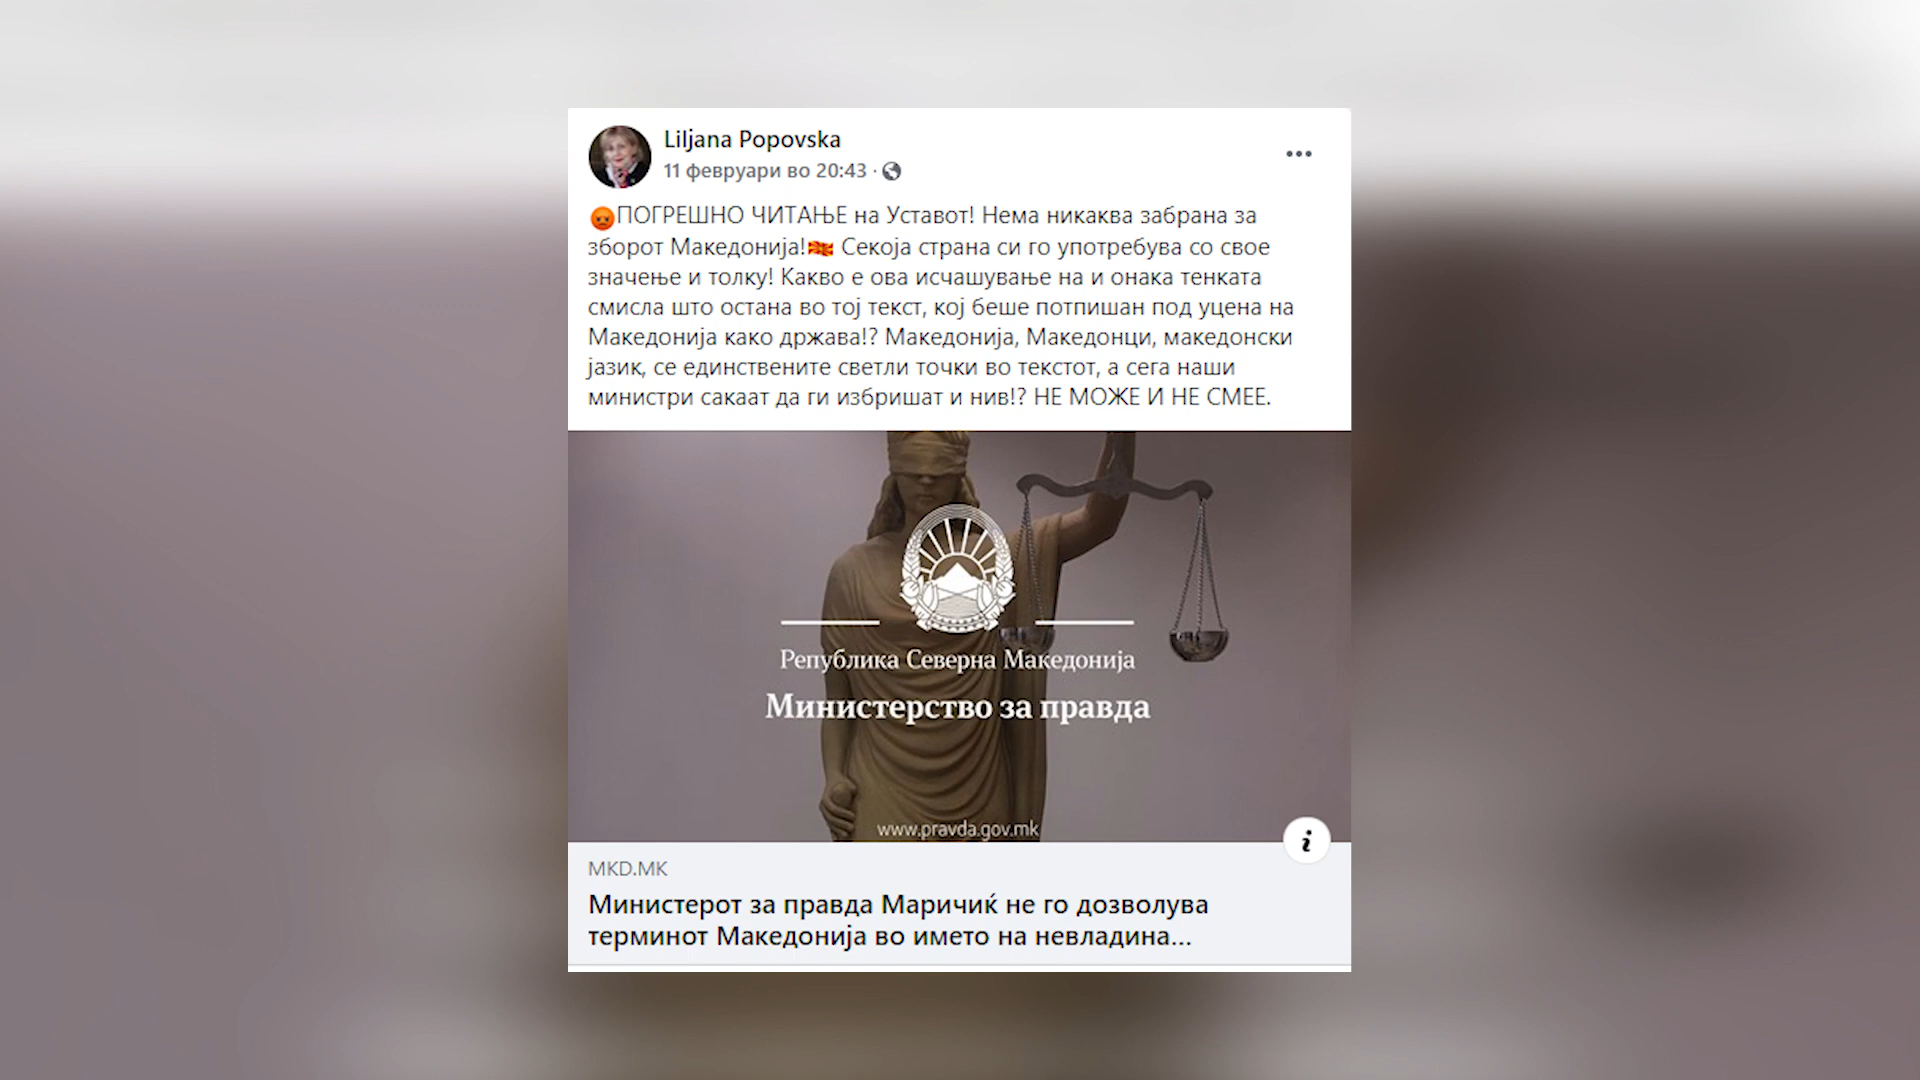 Liljana Popovska
11 февруари во 20:43 ·
😡ПОГРЕШНО ЧИТАЊЕ на Уставот! Нема никаква забрана за
зборот Македонија!🇲🇰 Секоја страна си го употребува со свое
значење и толку! Какво е ова исчашување на и онака тенката
смисла што остана во тој текст, кој беше потпишан под уцена на
Македонија како држава!? Македонија, Македонци, македонски
јазик, се единствените светли точки во текстот, а сега наши
министри сакаат да ги избришат и нив!? НЕ МОЖЕ И НЕ СМЕЕ.
Република Северна Македонија
Министерство за правда
www.pravda.gov.mk
MKD.MK
Министерот за правда Маричиќ не го дозволува
терминот Македонија во името на невладина...